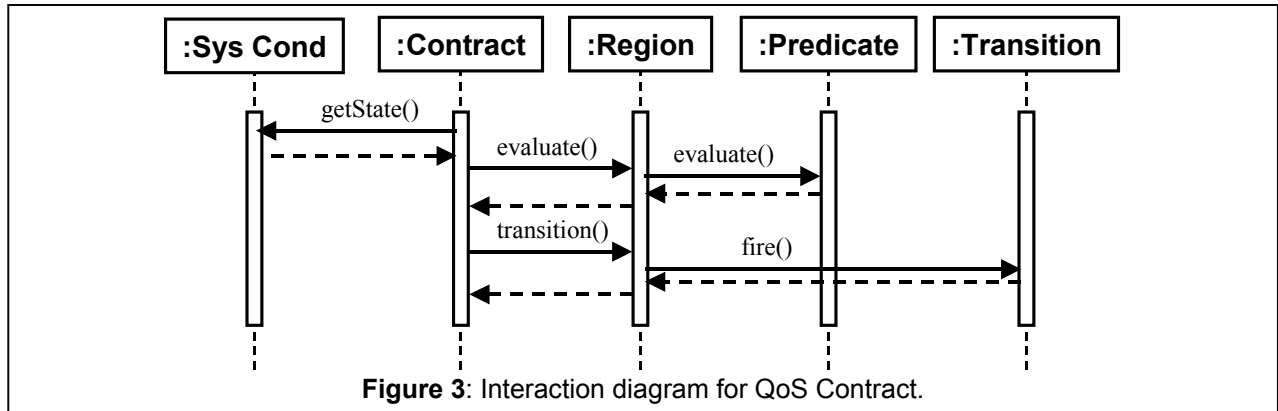 :Sys Cond :Contract :Region :Predicate :Transition
getState()
evaluate() evaluate()
transition()
fire()
Figure 3: Interaction diagram for QoS Contract.